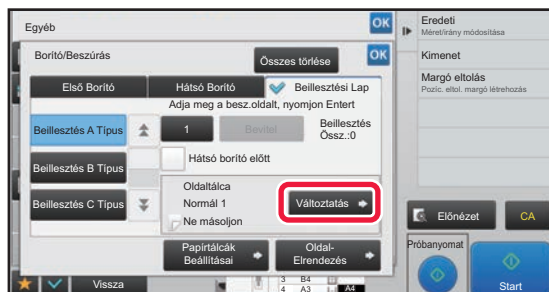 Egyéb
OK
Borító/Beszúrás
Összes törlése
OK
Első Borító
Hátsó Borító
Beillesztési Lap
Adja meg a besz.oldalt, nyomjon Entert
Beillesztés A Típus
1
Bevitel
Beillesztés
Össz.:0
Beillesztés B Típus
Hátsó borító előtt
Beillesztés C Típus
Oldaltálca
Normál 1
Ne másoljon
Változtatás
Papírtálcák
Beállításai
Oldal-
Elrendezés
Vissza
3 B4
4 A3
A4
Eredeti
Méret/irány módosítása
Kimenet
Margó eltolás
Pozíc. eltol. margó létrehozás
Előnézet
CA
Próbanyomat
Start